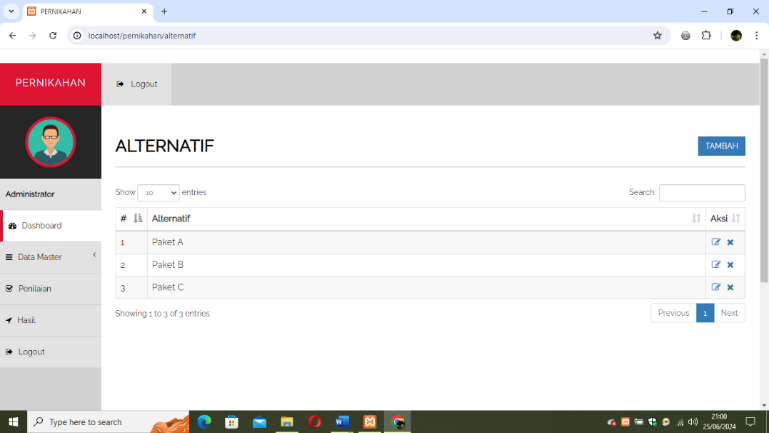 PERNIKAHAN
localhost/pernikahan/alternatif
PERNIKAHAN
Logout
Administrator
Dashboard
Data Master
Penilaian
Hasil
Logout
ALTERNATIF
TAMBAH
Show 10 entries
Search:
# Alternatif Aksi
1 Paket A
2 Paket B
3 Paket C
Showing 1 to 3 of 3 entries
Previous 1 Next
Type here to search
21:00
25/06/2024